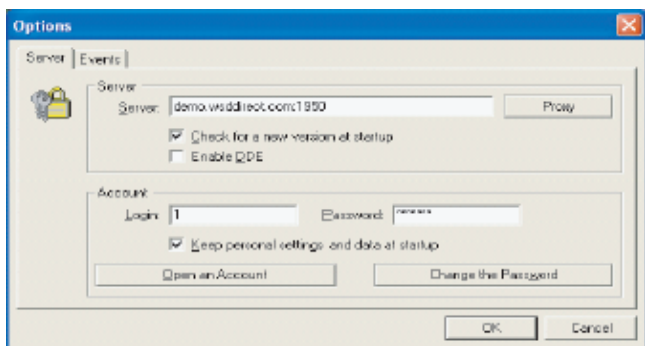 Options
Server Events
Server
Server: demo.wsddirect.com:1950 Proxy
Check for a new version at startup
Enable DDE
Account
Login: 1 Password: *******
Keep personal settings and data at startup
Open an Account Change the Password
OK Cancel